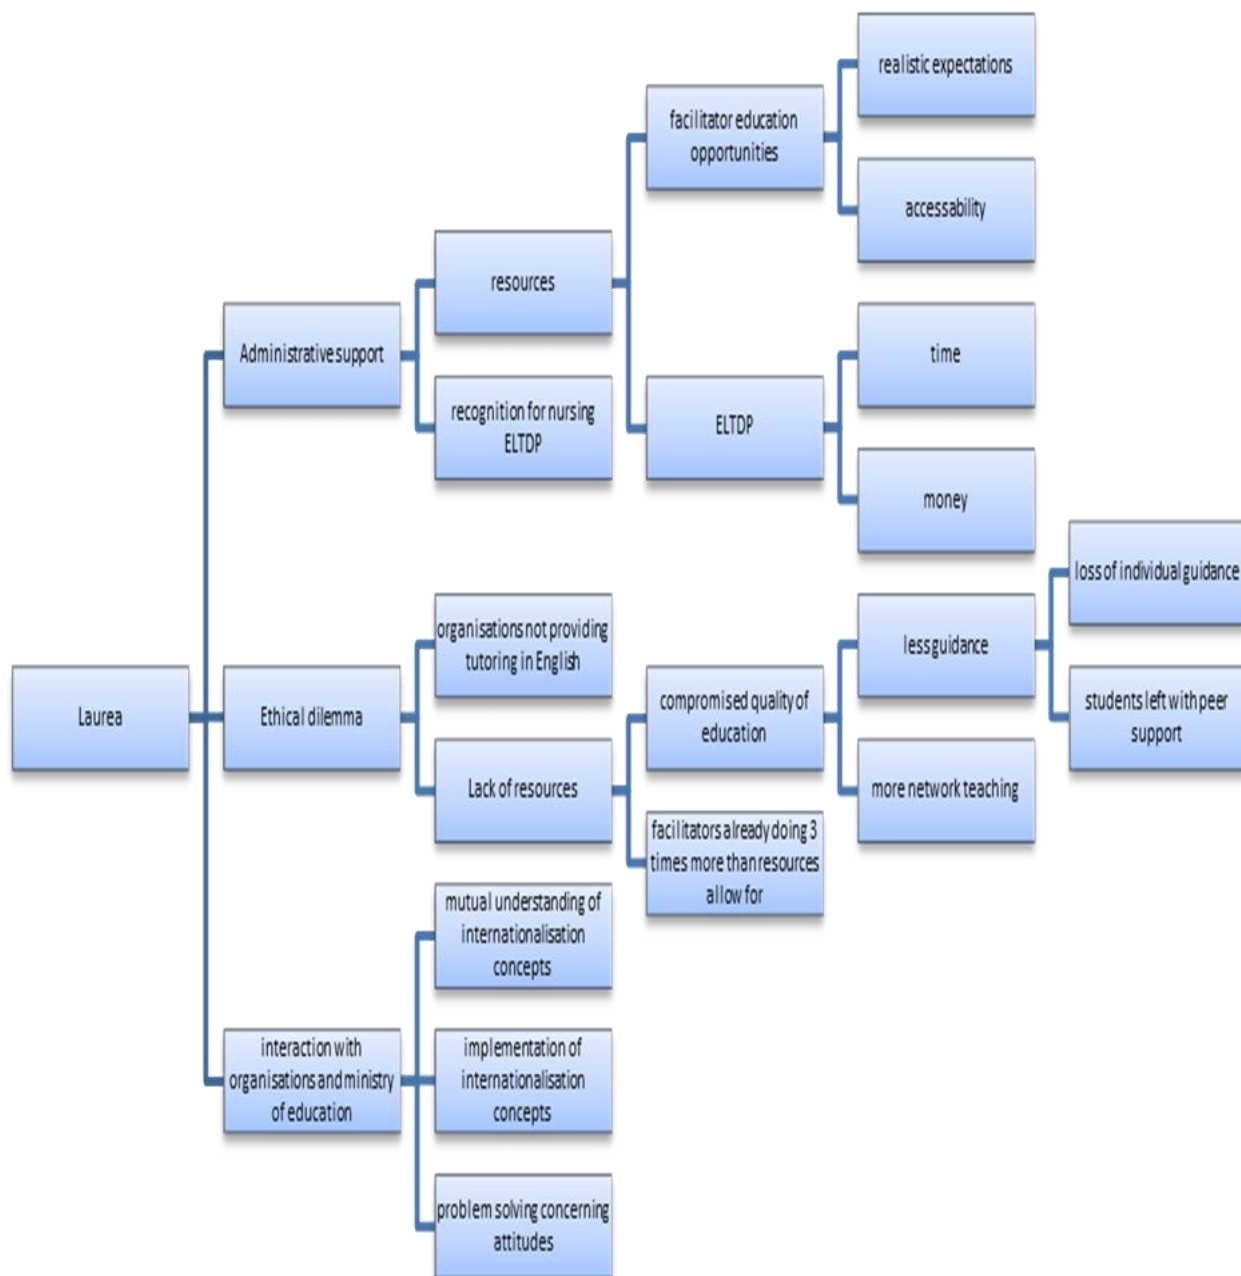 realistic expectations
facilitator education
opportunities
accessability
resources
Administrative support
time
recognition for nursing
ELTDP
ELTDP
money
loss of individual guidance
organisations not providing
tutoring in English
less guidance
Laurea
Ethical dilemma
compromised quality of
education
students left with peer
support
Lack of resources
more network teaching
facilitators already doing 3
times more than resources
allow for
mutual understanding of
internationalisation
concepts
interaction with
organisations and ministry
of education
implementation of
internationalisation
concepts
problem solving concerning
attitudes